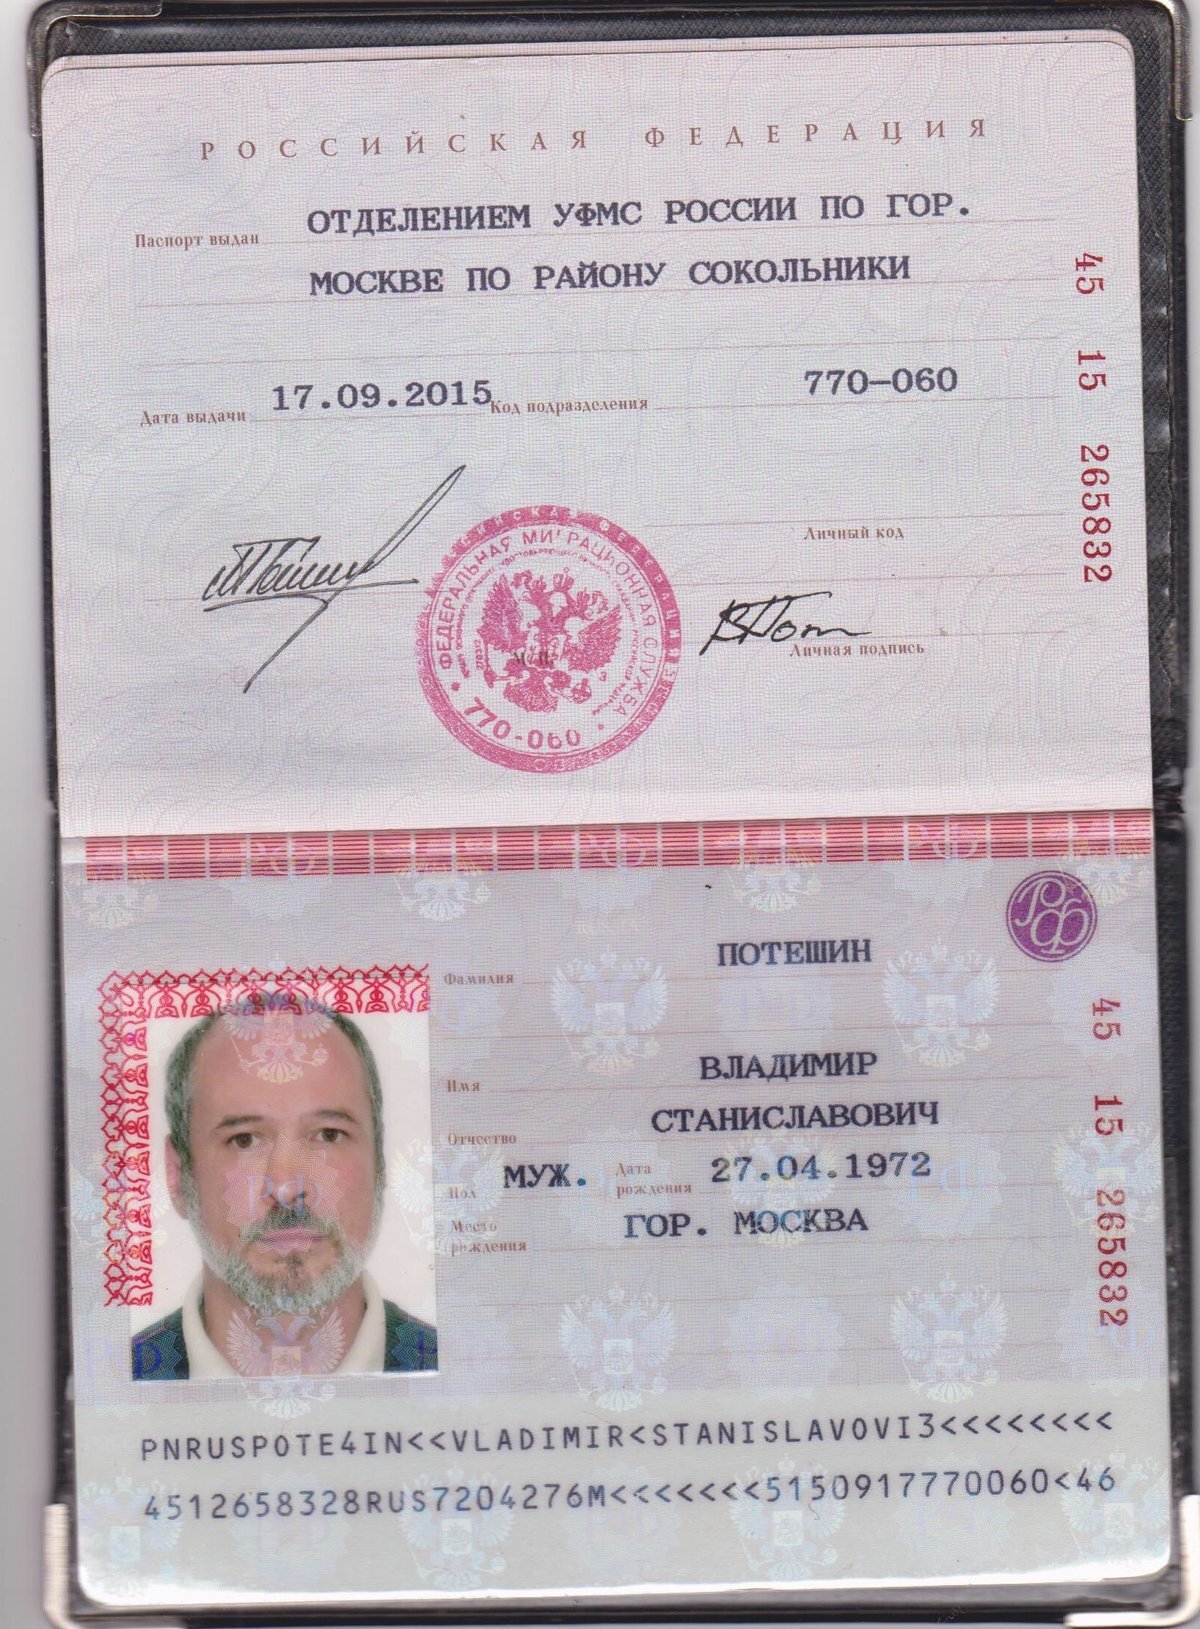 РОССИЙСКАЯ ФЕДЕРАЦИЯ
Паспорт выдан ОТДЕЛЕНИЕМ УФМС РОССИИ ПО ГОР.
МОСКВЕ ПО РАЙОНУ СОКОЛЬНИКИ
Дата выдачи 17.09.2015 Код подразделения 770-060
45 15 265832
Личный код
Личная подпись
ФЕДЕРАЛЬНАЯ МИГРАЦИОННАЯ СЛУЖБА
770-060
РФ
Фамилия ПОТЕШИН
Имя ВЛАДИМИР
Отчество СТАНИСЛАВОВИЧ
Пол МУЖ. Дата рождения 27.04.1972
Место рождения ГОР. МОСКВА
45 15 265832
PNRUSPOTE4IN<<VLADIMIR<STANISLAVOVI3<<<<<<<<
4512658328RUS7204276M<<<<<<<5150917770060<46